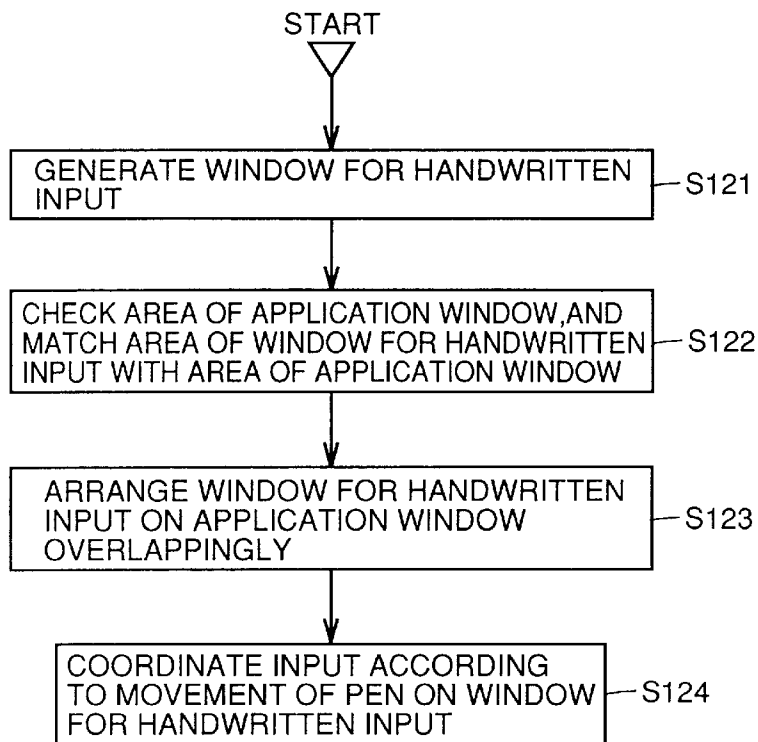 START
GENERATE WINDOW FOR HANDWRITTEN
INPUT
S121
CHECK AREA OF APPLICATION WINDOW,AND
MATCH AREA OF WINDOW FOR HANDWRITTEN
INPUT WITH AREA OF APPLICATION WINDOW
S122
ARRANGE WINDOW FOR HANDWRITTEN
INPUT ON APPLICATION WINDOW
OVERLAPPINGLY
S123
COORDINATE INPUT ACCORDING
TO MOVEMENT OF PEN ON WINDOW
FOR HANDWRITTEN INPUT
S124